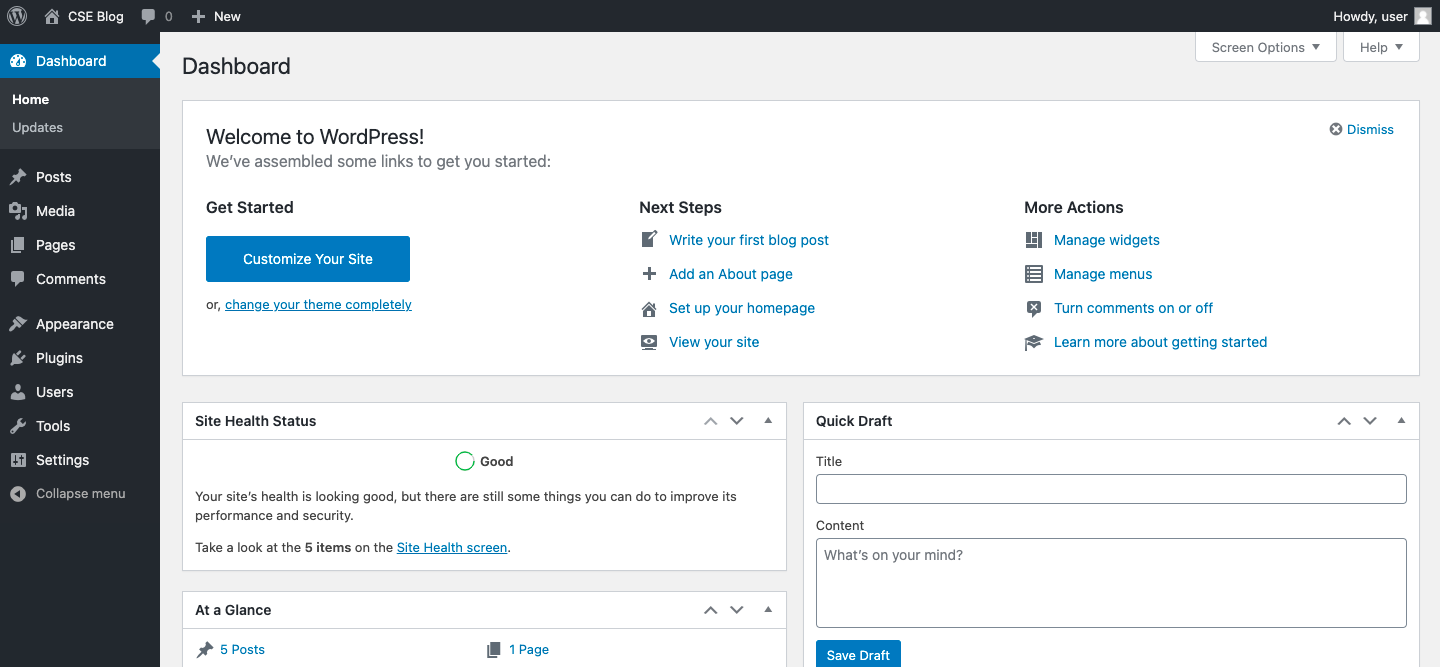 CSE Blog 0 New Howdy, user
Dashboard
Home
Updates
Posts
Media
Pages
Comments
Appearance
Plugins
Users
Tools
Settings
Collapse menu
Screen Options Help
Dashboard
Welcome to WordPress!
Dismiss
We've assembled some links to get you started:
Get Started
Customize Your Site
or, change your theme completely
Next Steps
Write your first blog post
Add an About page
Set up your homepage
View your site
More Actions
Manage widgets
Manage menus
Turn comments on or off
Learn more about getting started
Site Health Status
Good
Your site's health is looking good, but there are still some things you can do to improve its
performance and security.
Take a look at the 5 items on the Site Health screen.
At a Glance
5 Posts 1 Page
Quick Draft
Title
Content
What's on your mind?
Save Draft